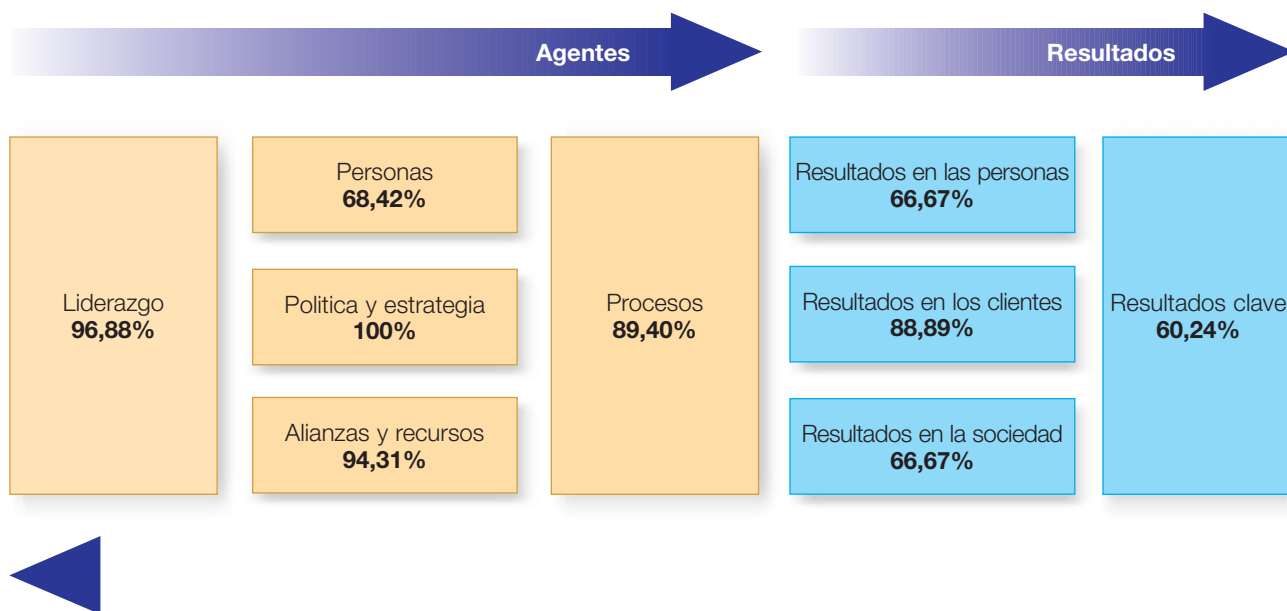 Agentes
Resultados
Liderazgo
96,88%
Personas
68,42%
Politica y estrategia
100%
Alianzas y recursos
94,31%
Procesos
89,40%
Resultados en las personas
66,67%
Resultados en los clientes
88,89%
Resultados en la sociedad
66,67%
Resultados clave
60,24%